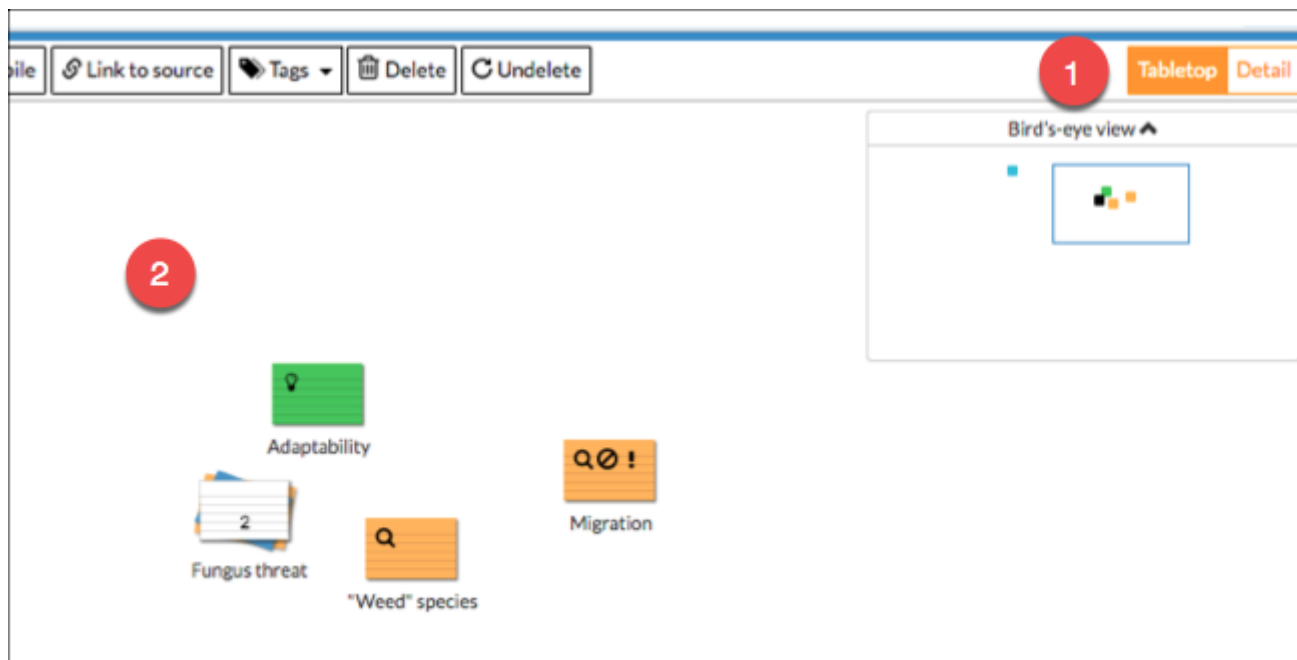 pile Link to source Tags Delete Undelete 1 Tabletop Detail
Bird's-eye view
2
Adaptability
Migration
2
Fungus threat
"Weed" species